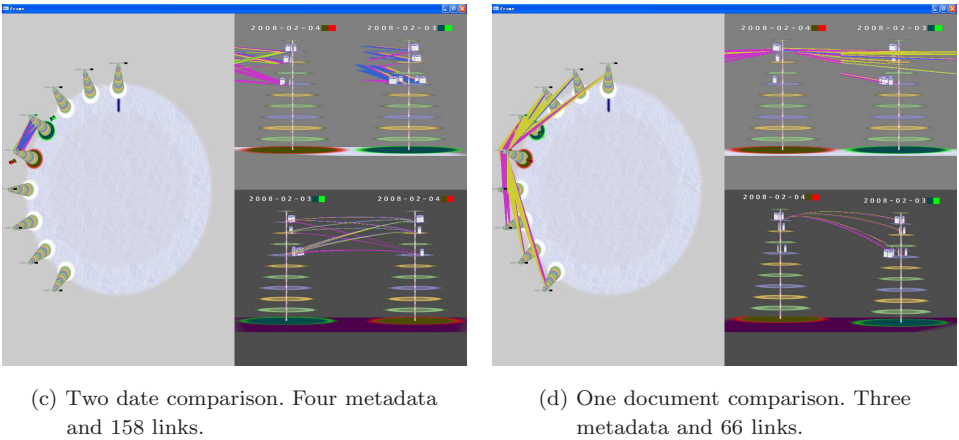 frame
frame
2008-02-04
2008-02-03
2008-02-04
2008-02-03
2008-02-03
2008-02-04
2008-02-04
2008-02-03
(c) Two date comparison. Four metadata
and 158 links.
(d) One document comparison. Three
metadata and 66 links.